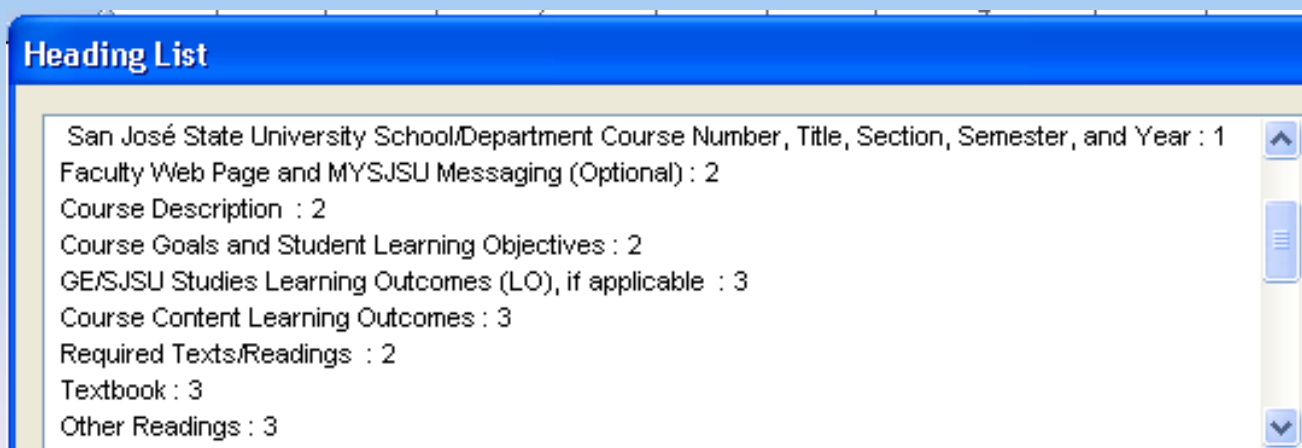 Heading List
San José State University School/Department Course Number, Title, Section, Semester, and Year : 1
Faculty Web Page and MYSJSU Messaging (Optional) : 2
Course Description  : 2
Course Goals and Student Learning Objectives : 2
GE/SJSU Studies Learning Outcomes (LO), if applicable  : 3
Course Content Learning Outcomes : 3
Required Texts/Readings  : 2
Textbook : 3
Other Readings : 3